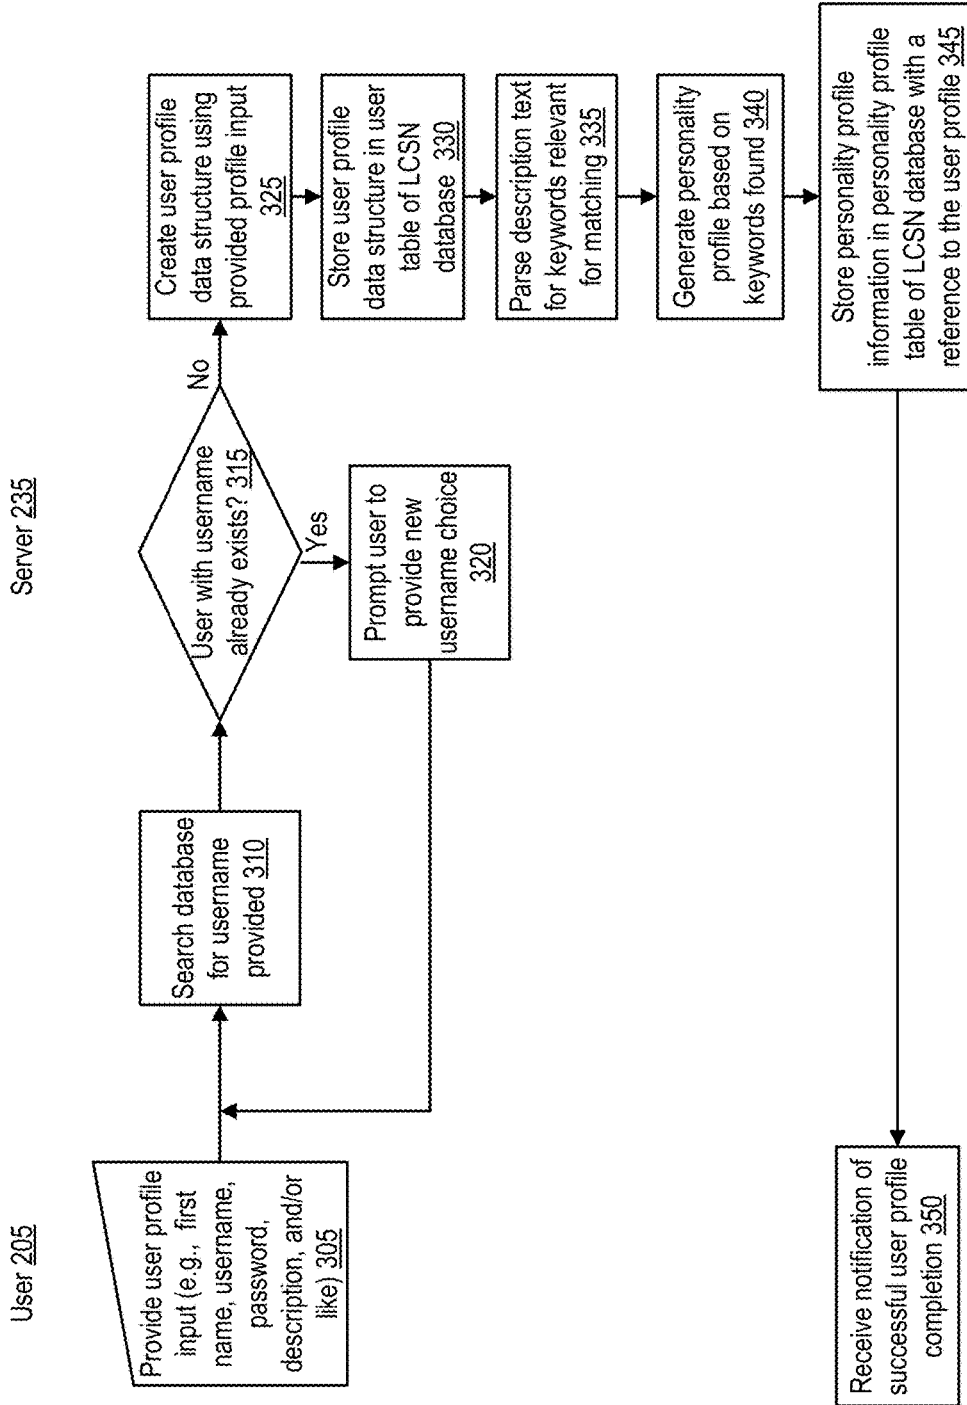 User 205
Server 235
Provide user profile
input (e.g., first
name, username,
password,
description, and/or
like) 305
Search database
for username
provided 310
User with username
already exists? 315
No
Yes
Prompt user to
provide new
username choice
320
Create user profile
data structure using
provided profile input
325
Store user profile
data structure in user
table of LCSN
database 330
Parse description text
for keywords relevant
for matching 335
Generate personality
profile based on
keywords found 340
Store personality profile
information in personality profile
table of LCSN database with a
reference to the user profile 345
Receive notification of
successful user profile
completion 350